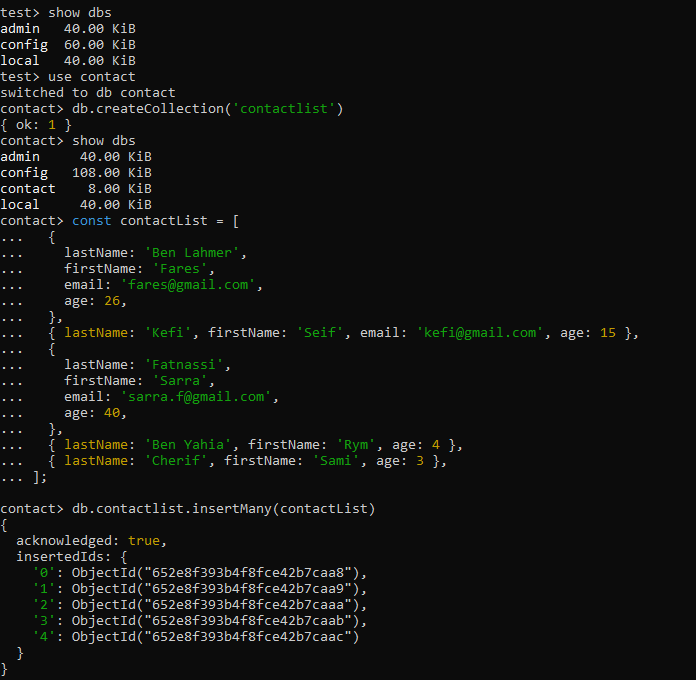 test> show dbs
admin   40.00 KiB
config  60.00 KiB
local   40.00 KiB
test> use contact
switched to db contact
contact> db.createCollection('contactlist')
{ ok: 1 }
contact> show dbs
admin     40.00 KiB
config   108.00 KiB
contact    8.00 KiB
local     40.00 KiB
contact> const contactList = [
...   {
...     lastName: 'Ben Lahmer',
...     firstName: 'Fares',
...     email: 'fares@gmail.com',
...     age: 26,
...   },
...   { lastName: 'Kefi', firstName: 'Seif', email: 'kefi@gmail.com', age: 15 },
...   {
...     lastName: 'Fatnassi',
...     firstName: 'Sarra',
...     email: 'sarra.f@gmail.com',
...     age: 40,
...   },
...   { lastName: 'Ben Yahia', firstName: 'Rym', age: 4 },
...   { lastName: 'Cherif', firstName: 'Sami', age: 3 },
... ];
contact> db.contactlist.insertMany(contactList)
{
  acknowledged: true,
  insertedIds: {
    '0': ObjectId("652e8f393b4f8fce42b7caa8"),
    '1': ObjectId("652e8f393b4f8fce42b7caa9"),
    '2': ObjectId("652e8f393b4f8fce42b7caaa"),
    '3': ObjectId("652e8f393b4f8fce42b7caab"),
    '4': ObjectId("652e8f393b4f8fce42b7caac")
  }
}